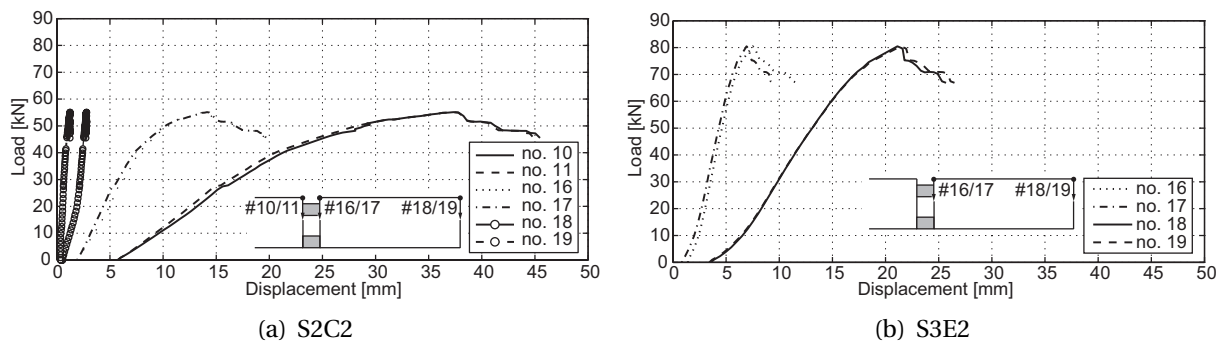 Load [kN]
90
80
70
60
50
40
30
20
10
0
0 5 10 15 20 25 30 35 40 45 50
Displacement [mm]
#10/11 #16/17 #18/19
no. 10
no. 11
no. 16
no. 17
no. 18
no. 19
(a) S2C2
Load [kN]
90
80
70
60
50
40
30
20
10
0
0 5 10 15 20 25 30 35 40 45 50
Displacement [mm]
#16/17 #18/19
no. 16
no. 17
no. 18
no. 19
(b) S3E2